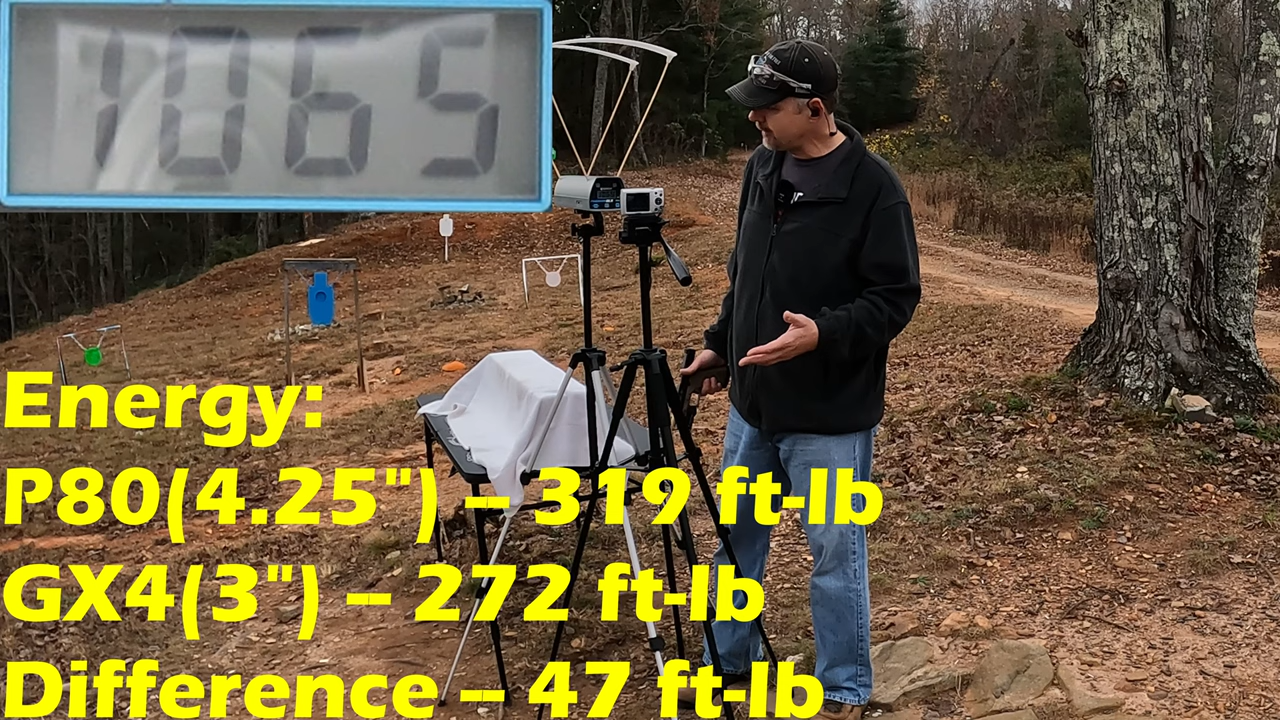 1065
Energy:
P80(4.25") -- 319 ft-lb
GX4(3") -- 272 ft-lb
Difference -- 47 ft-lb